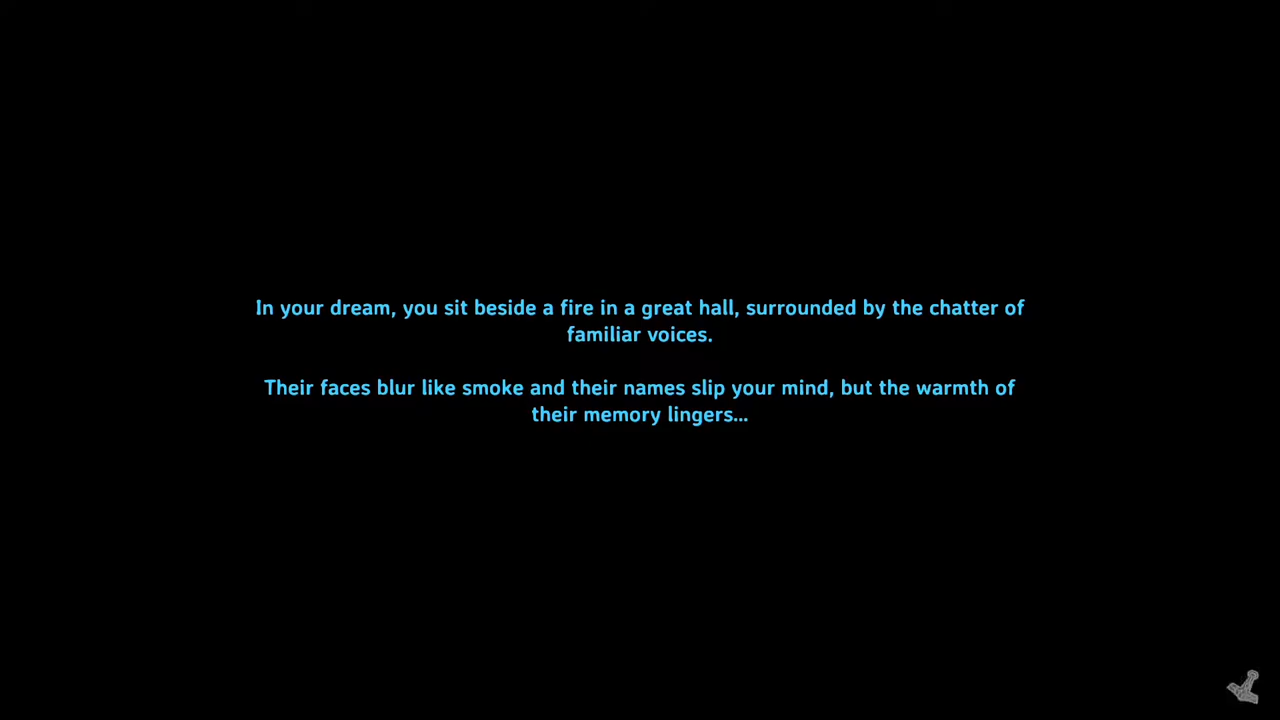 In your dream, you sit beside a fire in a great hall, surrounded by the chatter of
familiar voices.
Their faces blur like smoke and their names slip your mind, but the warmth of
their memory lingers...